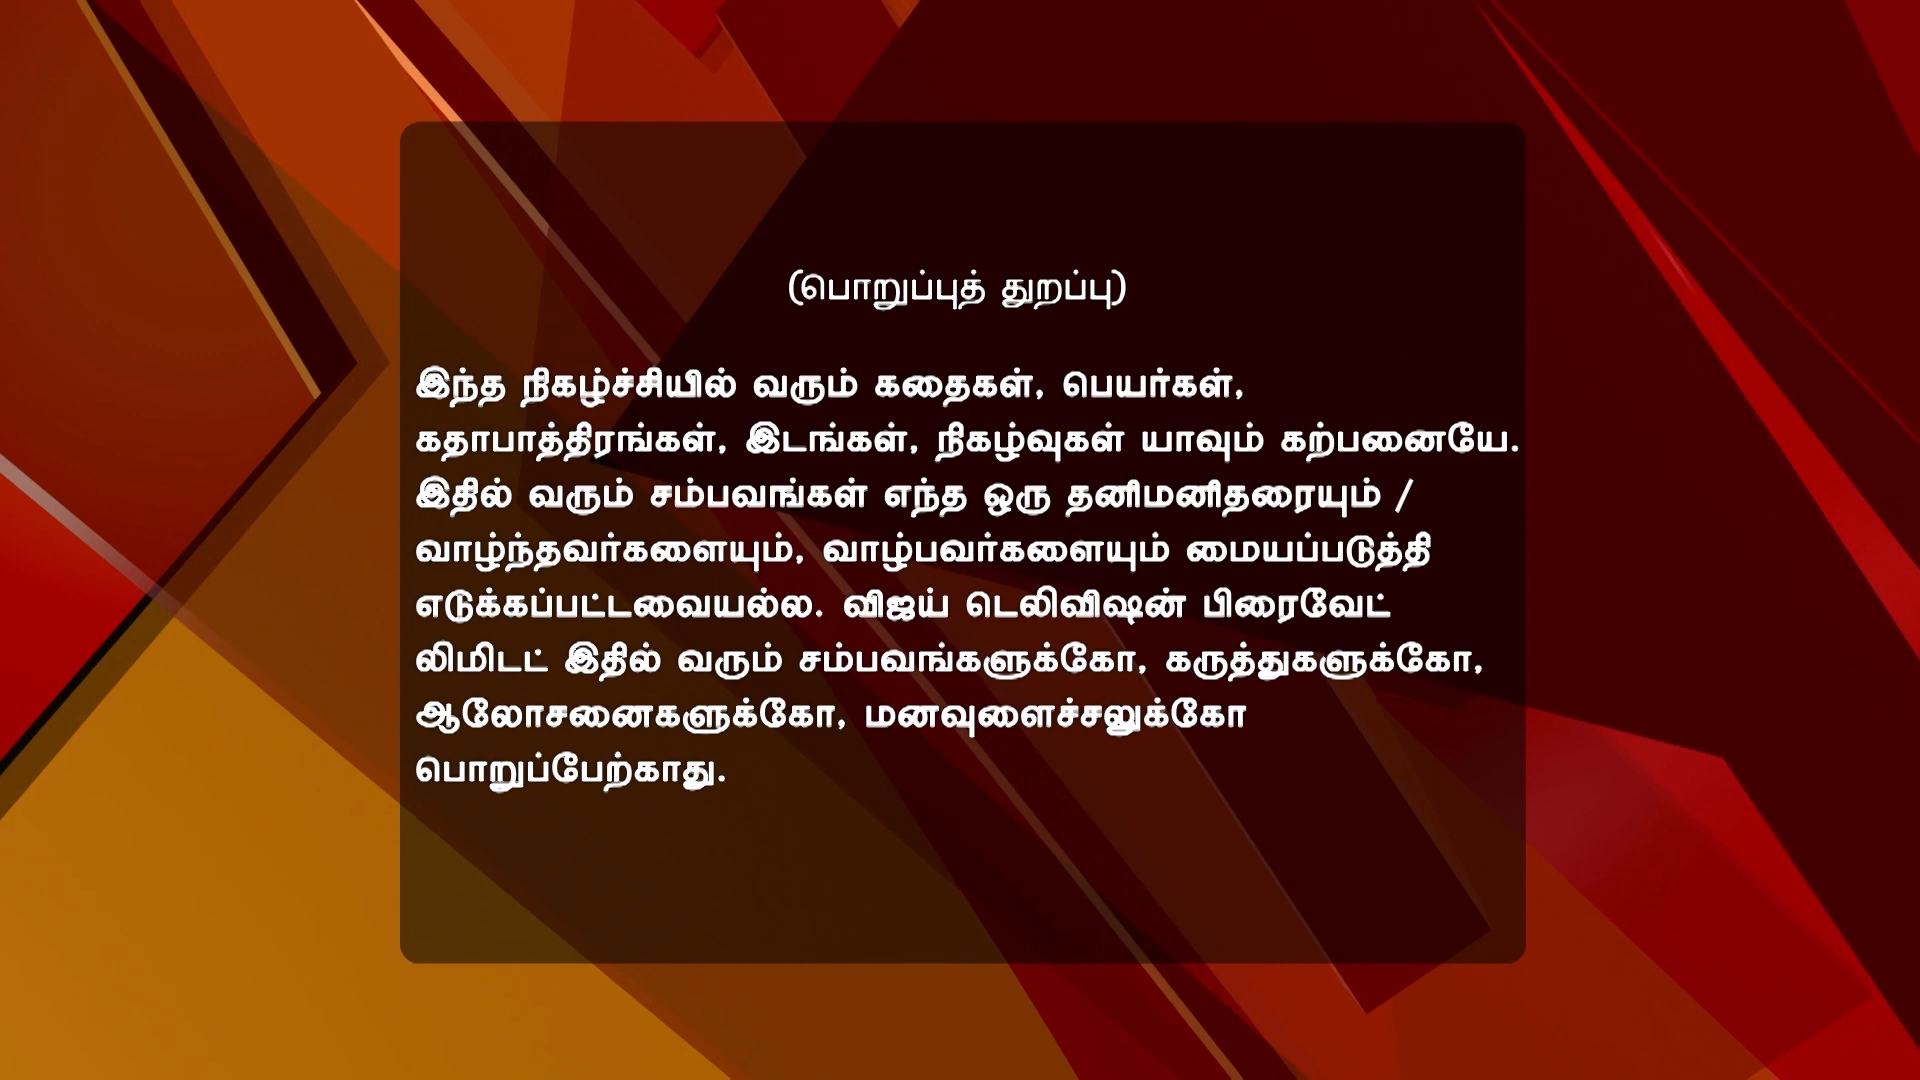 (பொறுப்புத் துறப்பு)
இந்த நிகழ்ச்சியில் வரும் கதைகள், பெயர்கள்,
கதாபாத்திரங்கள், இடங்கள், நிகழ்வுகள் யாவும் கற்பனையே.
இதில் வரும் சம்பவங்கள் எந்த ஒரு தனிமனிதரையும் /
வாழ்ந்தவர்களையும், வாழ்பவர்களையும் மையப்படுத்தி
எடுக்கப்பட்டவையல்ல. விஜய் டெலிவிஷன் பிரைவேட்
லிமிடட் இதில் வரும் சம்பவங்களுக்கோ, கருத்துகளுக்கோ,
ஆலோசனைகளுக்கோ, மனவுளைச்சலுக்கோ
பொறுப்பேற்காது.